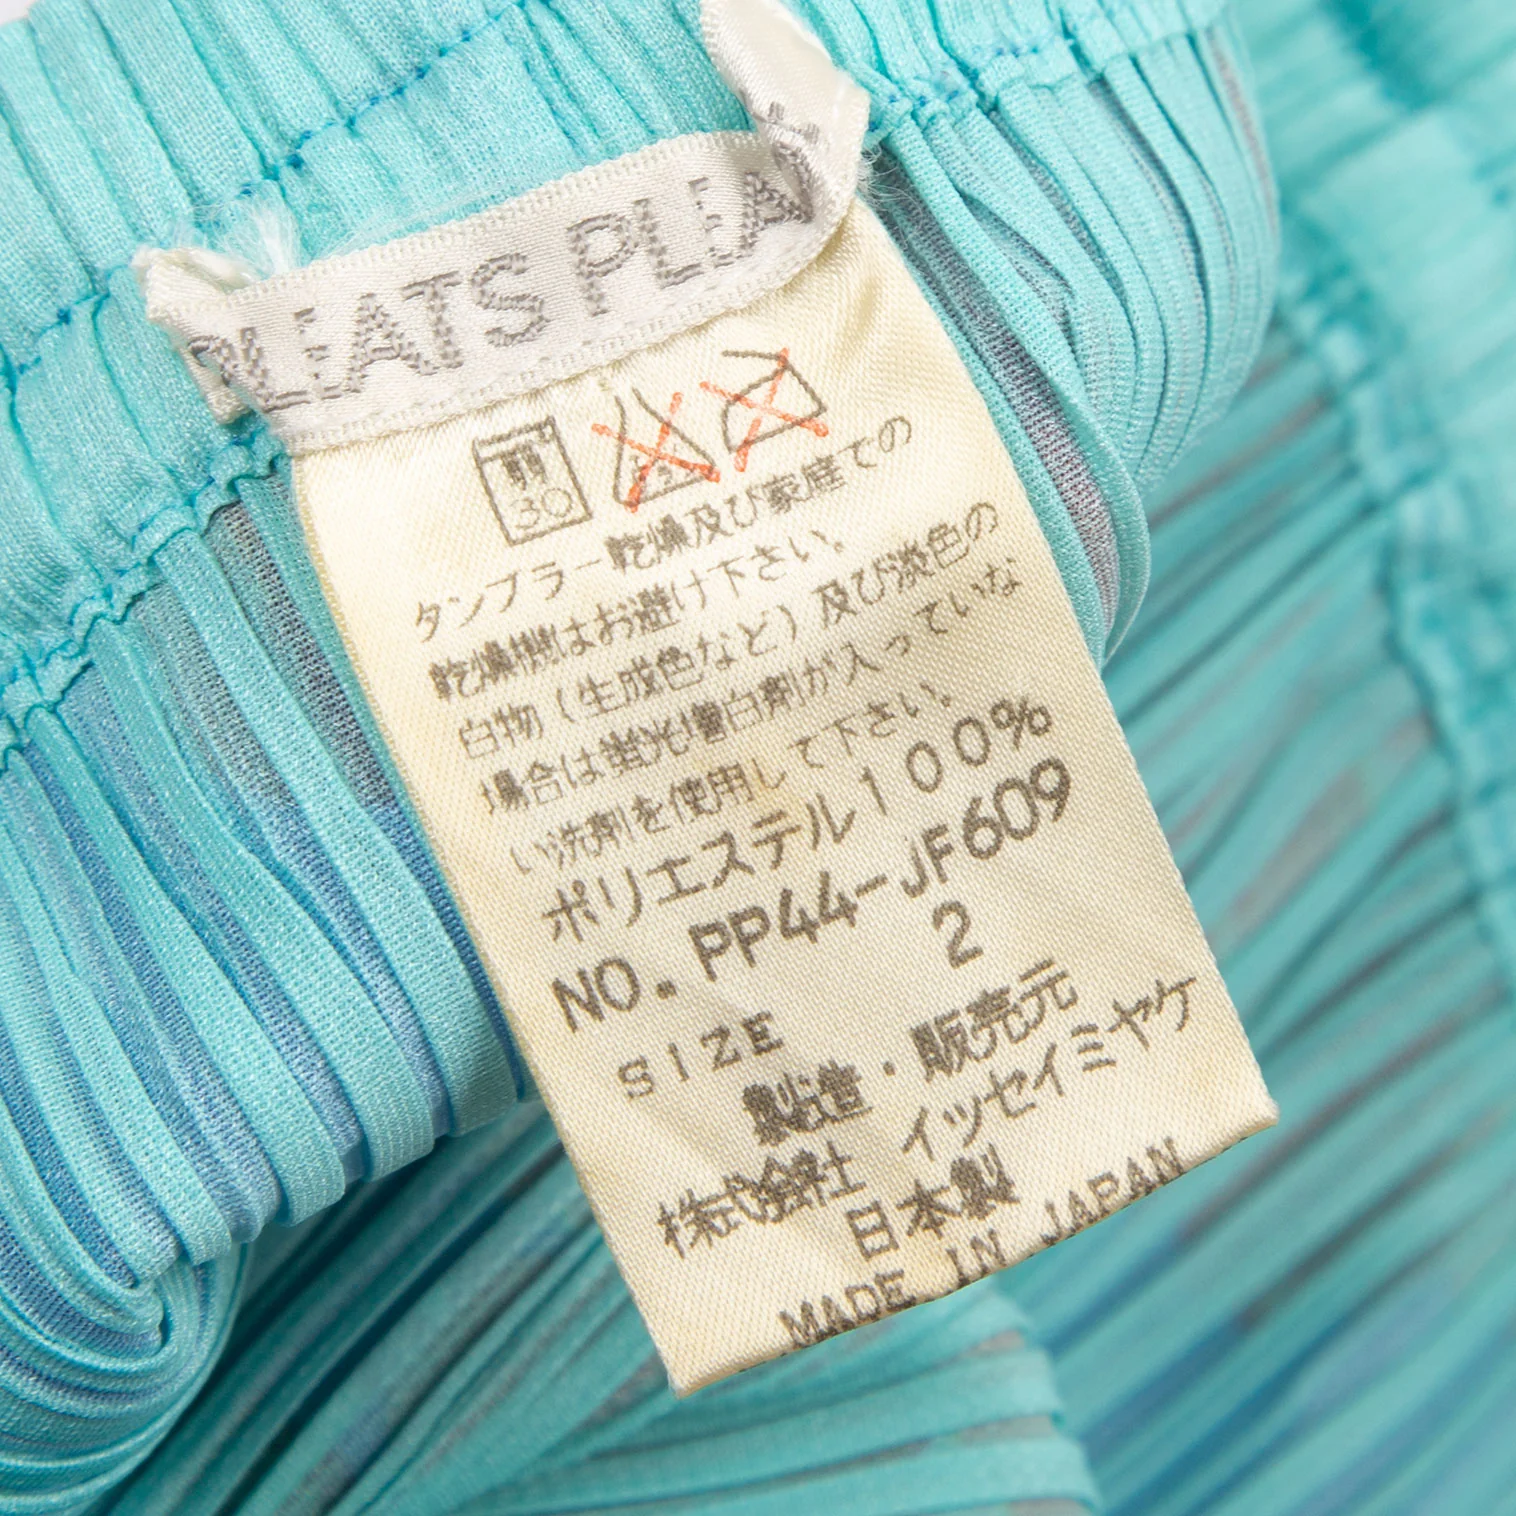 PLEATS PLEA
30
タンブラー乾燥及び家庭での
乾燥機はお避け下さい。
白物(生成色など)及び淡色の
場合は蛍光増白剤が入っていな
い洗剤を使用して下さい。
ポリエステル100%
NO. PP44-JF609
SIZE 2
製造・販売元
株式会社 イッセイミヤケ
日本製
MADE IN JAPAN